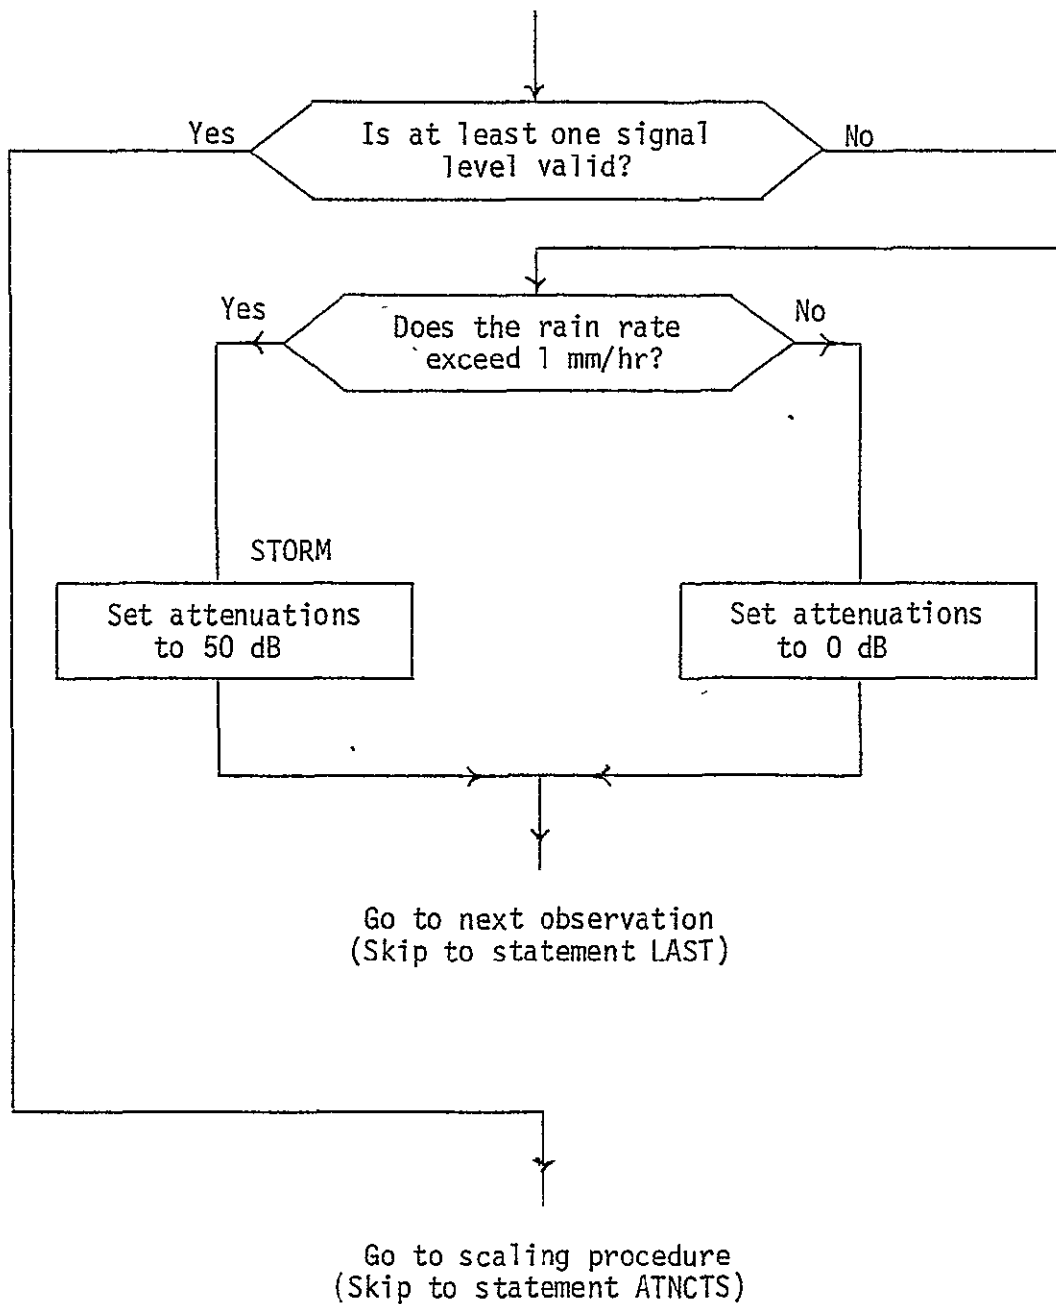 Yes
Is at least one signal
level valid?
No
Yes
Does the rain rate
exceed 1 mm/hr?
No
STORM
Set attenuations
to 50 dB
Set attenuations
to 0 dB
Go to next observation
(Skip to statement LAST)
Go to scaling procedure
(Skip to statement ATNCTS)